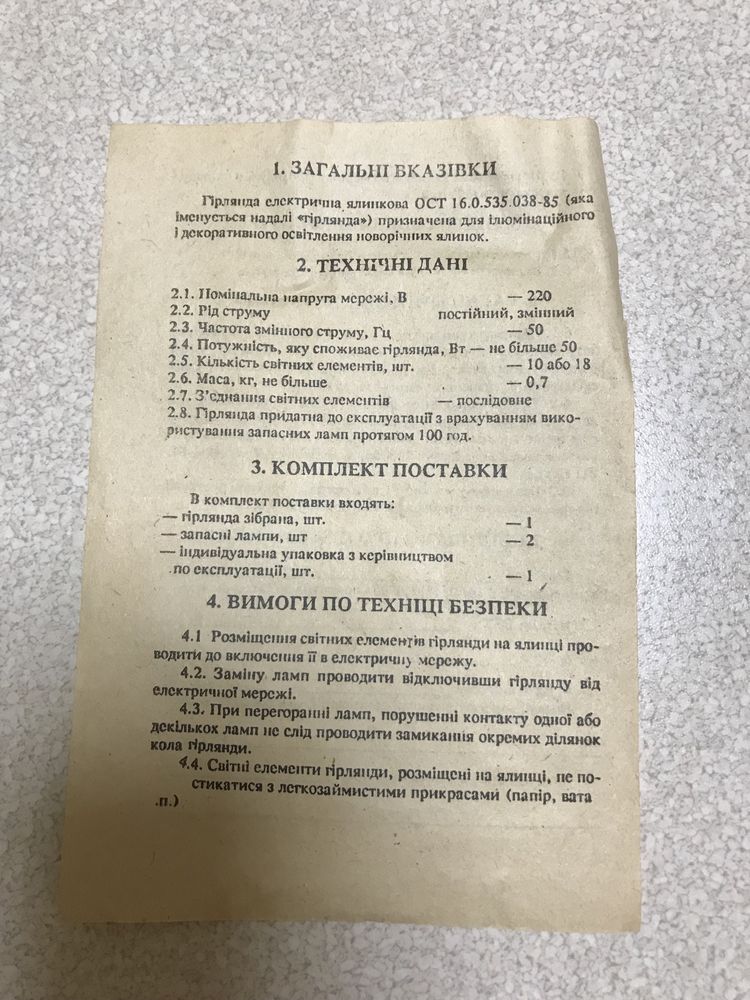 1. ЗАГАЛЬНІ ВКАЗІВКИ
Гірлянда електрична ялинкова ОСТ 16.0.535.038-85 (яка
іменується надалі «гірлянда») призначена для ілюмінаційного
і декоративного освітлення новорічних ялинок.
2. ТЕХНІЧНІ ДАНІ
2.1. Номінальна напруга мережі, В — 220
2.2. Рід струму постійний, змінний
2.3. Частота змінного струму, Гц — 50
2.4. Потужність, яку споживає гірлянда, Вт — не більше 50
2.5. Кількість світних елементів, шт. — 10 або 18
2.6. Маса, кг, не більше — 0,7
2.7. З'єднання світних елементів — послідовне
2.8. Гірлянда придатна до експлуатації з врахуванням вико-
ристування запасних ламп протягом 100 год.
3. КОМПЛЕКТ ПОСТАВКИ
В комплект поставки входять:
— гірлянда зібрана, шт. — 1
— запасні лампи, шт — 2
— індивідуальна упаковка з керівництвом
по експлуатації, шт. — 1
4. ВИМОГИ ПО ТЕХНІЦІ БЕЗПЕКИ
4.1 Розміщення світних елементів гірлянди на ялинці про-
водити до включення її в електричну мережу.
4.2. Заміну ламп проводити відключивши гірлянду від
електричної мережі.
4.3. При перегоранні ламп, порушенні контакту одної або
декількох ламп не слід проводити замикання окремих ділянок
кола гірлянди.
4.4. Світні елементи гірлянди, розміщені на ялинці, не по-
стикатися з легкозаймистими прикрасами (папір, вата
.п.)